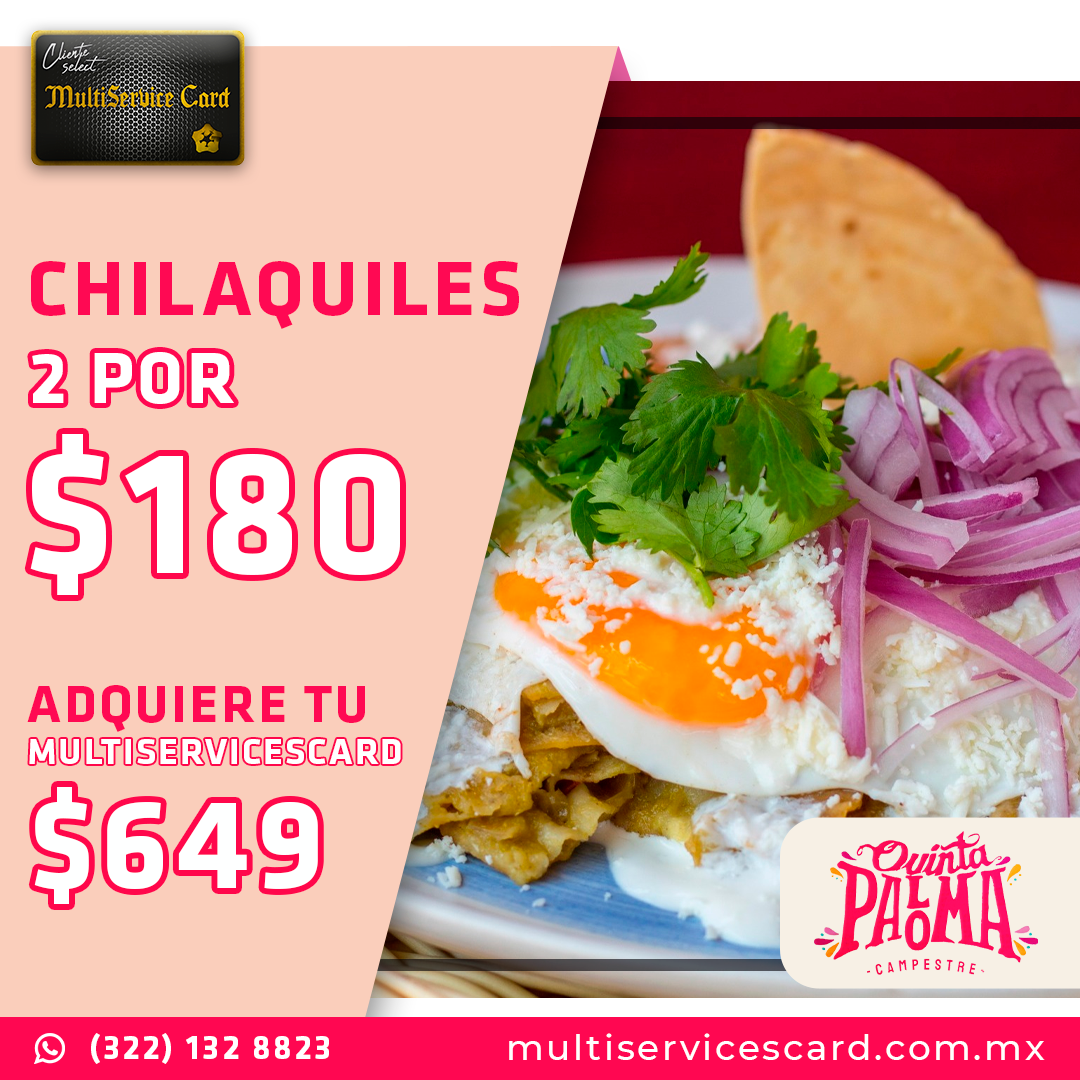 Cliente
select
MultiService Card
CHILAQUILES
2 POR
$180
ADQUIERE TU
MULTISERVICESCARD
$649
Quinta
PALOMA
-CAMPESTRE-
(322) 132 8823
multiservicescard.com.mx